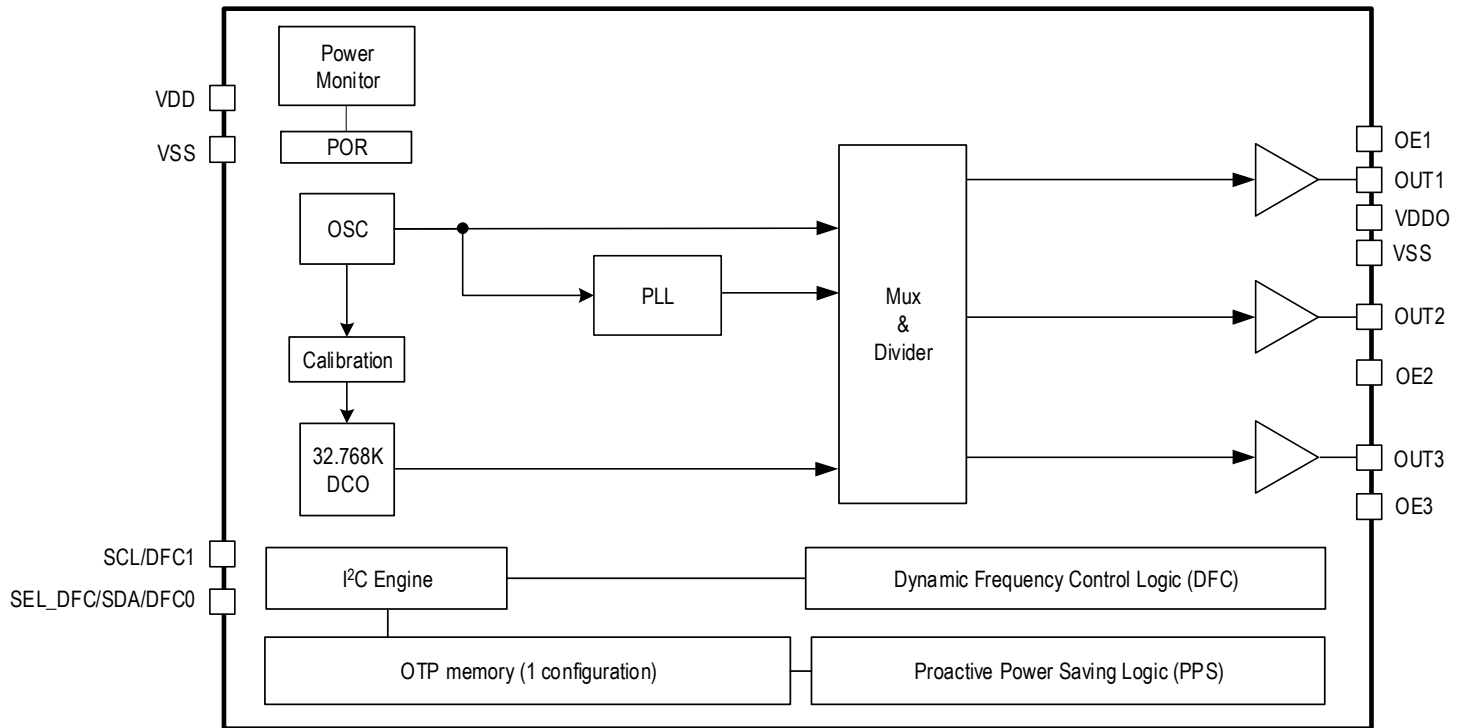 Power
Monitor
VDD
POR
VSS
OE1
OUT1
OSC
VDDO
VSS
PLL
Mux
&
Divider
OUT2
Calibration
OE2
32.768K
DCO
OUT3
OE3
SCL/DFC1
I²C Engine
Dynamic Frequency Control Logic (DFC)
SEL_DFC/SDA/DFC0
OTP memory (1 configuration)
Proactive Power Saving Logic (PPS)